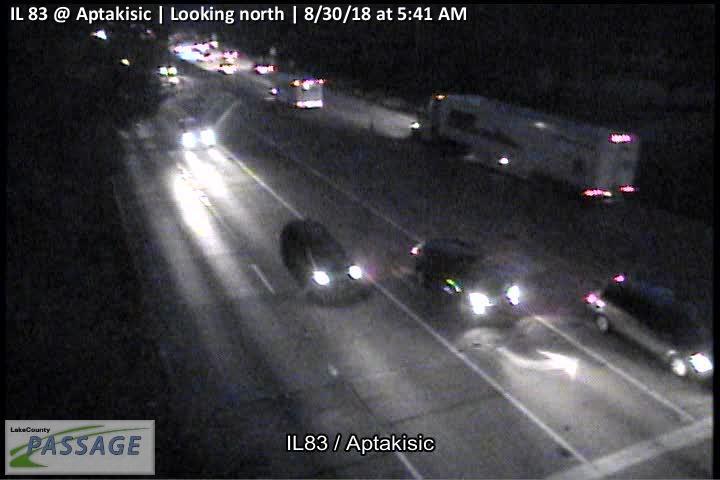 IL 83 @ Aptakisic | Looking north | 8/30/18 at 5:41 AM
LakeCounty
PASSAGE
IL83 / Aptakisic